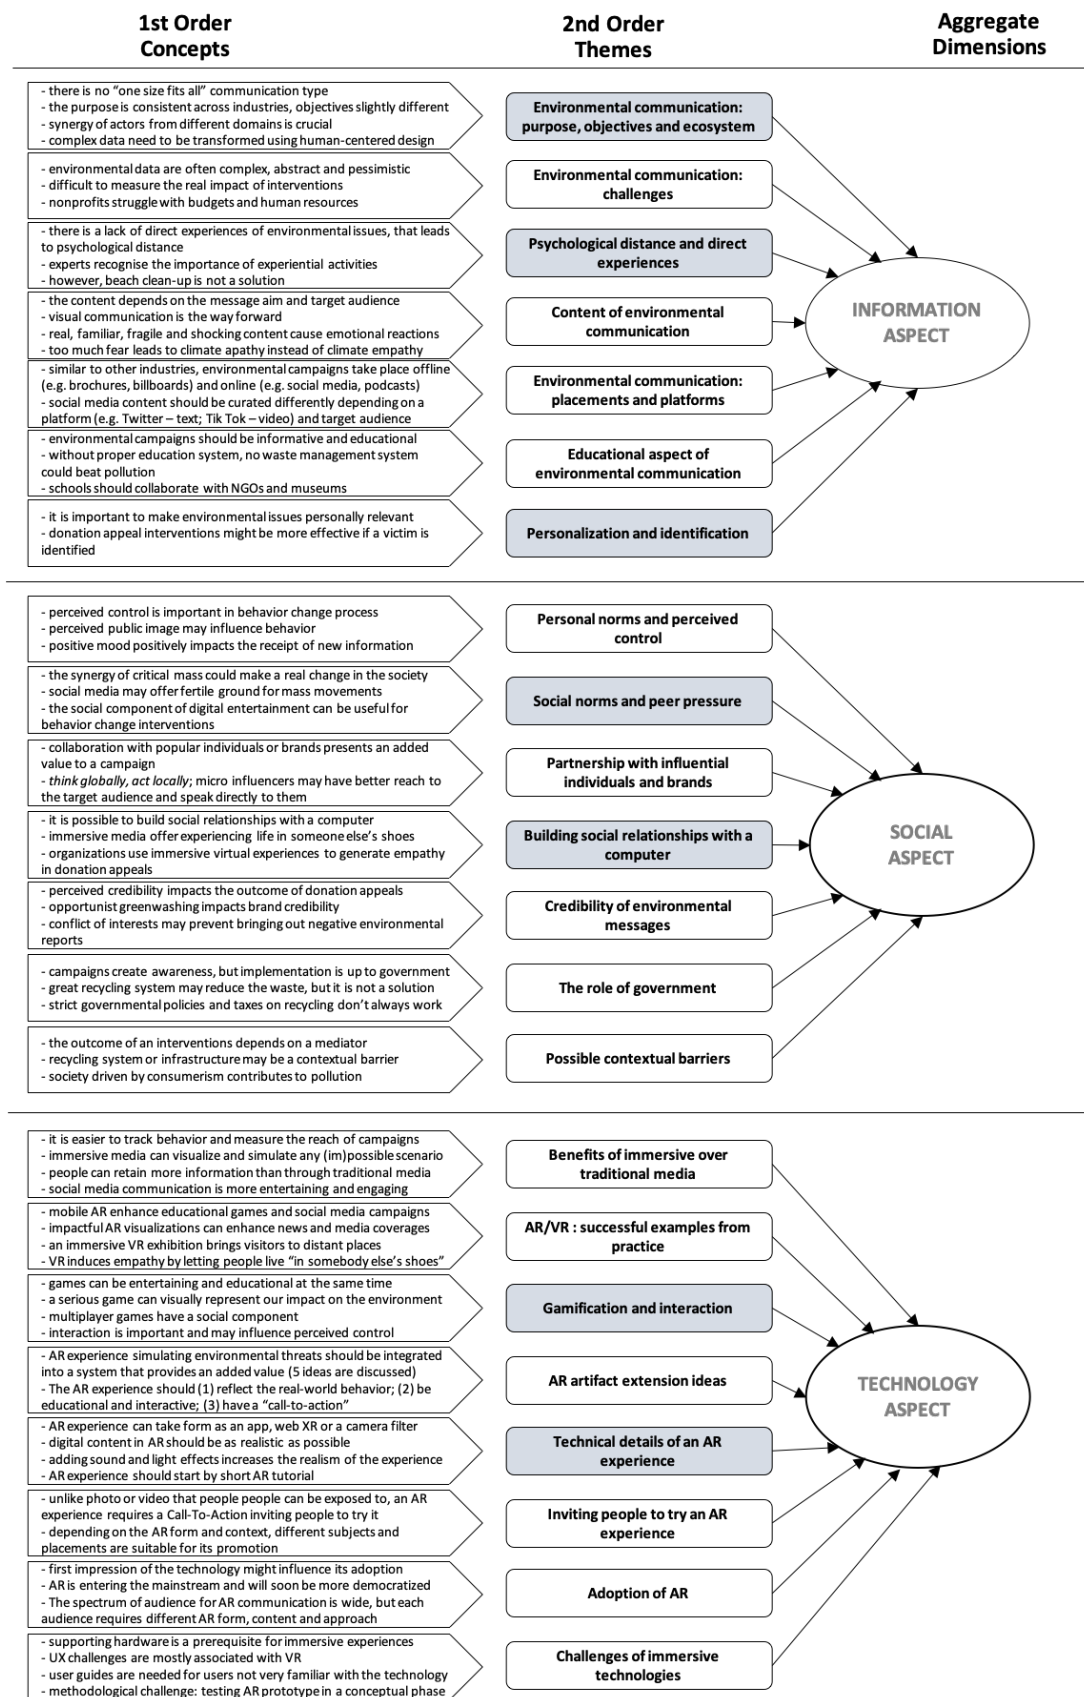 1st Order
Concepts
2nd Order
Themes
Aggregate
Dimensions
- there is no “one size fits all” communication type
- the purpose is consistent across industries, objectives slightly different
- synergy of actors from different domains is crucial
- complex data need to be transformed using human-centered design
Environmental communication:
purpose, objectives and ecosystem
- environmental data are often complex, abstract and pessimistic
- difficult to measure the real impact of interventions
- nonprofits struggle with budgets and human resources
Environmental communication:
challenges
- there is a lack of direct experiences of environmental issues, that leads
to psychological distance
- experts recognise the importance of experiential activities
- however, beach clean-up is not a solution
Psychological distance and direct
experiences
- the content depends on the message aim and target audience
- visual communication is the way forward
- real, familiar, fragile and shocking content cause emotional reactions
- too much fear leads to climate apathy instead of climate empathy
Content of environmental
communication
INFORMATION
ASPECT
- similar to other industries, environmental campaigns take place offline
(e.g. brochures, billboards) and online (e.g. social media, podcasts)
- social media content should be curated differently depending on a
platform (e.g. Twitter – text; Tik Tok – video) and target audience
Environmental communication:
placements and platforms
- environmental campaigns should be informative and educational
- without proper education system, no waste management system
could beat pollution
- schools should collaborate with NGOs and museums
Educational aspect of
environmental communication
- it is important to make environmental issues personally relevant
- donation appeal interventions might be more effective if a victim is
identified
Personalization and identification
- perceived control is important in behavior change process
- perceived public image may influence behavior
- positive mood positively impacts the receipt of new information
Personal norms and perceived
control
- the synergy of critical mass could make a real change in the society
- social media may offer fertile ground for mass movements
- the social component of digital entertainment can be useful for
behavior change interventions
Social norms and peer pressure
- collaboration with popular individuals or brands presents an added
value to a campaign
- think globally, act locally; micro influencers may have better reach to
the target audience and speak directly to them
Partnership with influential
individuals and brands
- it is possible to build social relationships with a computer
- immersive media offer experiencing life in someone else’s shoes
- organizations use immersive virtual experiences to generate empathy
in donation appeals
Building social relationships with a
computer
SOCIAL
ASPECT
- perceived credibility impacts the outcome of donation appeals
- opportunist greenwashing impacts brand credibility
- conflict of interests may prevent bringing out negative environmental
reports
Credibility of environmental
messages
- campaigns create awareness, but implementation is up to government
- great recycling system may reduce the waste, but it is not a solution
- strict governmental policies and taxes on recycling don’t always work
The role of government
- the outcome of an interventions depends on a mediator
- recycling system or infrastructure may be a contextual barrier
- society driven by consumerism contributes to pollution
Possible contextual barriers
- it is easier to track behavior and measure the reach of campaigns
- immersive media can visualize and simulate any (im)possible scenario
- people can retain more information than through traditional media
- social media communication is more entertaining and engaging
Benefits of immersive over
traditional media
- mobile AR enhance educational games and social media campaigns
- impactful AR visualizations can enhance news and media coverages
- an immersive VR exhibition brings visitors to distant places
- VR induces empathy by letting people live “in somebody else’s shoes”
AR/VR : successful examples from
practice
- games can be entertaining and educational at the same time
- a serious game can visually represent our impact on the environment
- multiplayer games have a social component
- interaction is important and may influence perceived control
Gamification and interaction
- AR experience simulating environmental threats should be integrated
into a system that provides an added value (5 ideas are discussed)
- The AR experience should (1) reflect the real-world behavior; (2) be
educational and interactive; (3) have a “call-to-action”
AR artifact extension ideas
TECHNOLOGY
ASPECT
- AR experience can take form as an app, web XR or a camera filter
- digital content in AR should be as realistic as possible
- adding sound and light effects increases the realism of the experience
- AR experience should start by short AR tutorial
Technical details of an AR
experience
- unlike photo or video that people people can be exposed to, an AR
experience requires a Call-To-Action inviting people to try it
- depending on the AR form and context, different subjects and
placements are suitable for its promotion
Inviting people to try an AR
experience
- first impression of the technology might influence its adoption
- AR is entering the mainstream and will soon be more democratized
- The spectrum of audience for AR communication is wide, but each
audience requires different AR form, content and approach
Adoption of AR
- supporting hardware is a prerequisite for immersive experiences
- UX challenges are mostly associated with VR
- user guides are needed for users not very familiar with the technology
- methodological challenge: testing AR prototype in a conceptual phase
Challenges of immersive
technologies